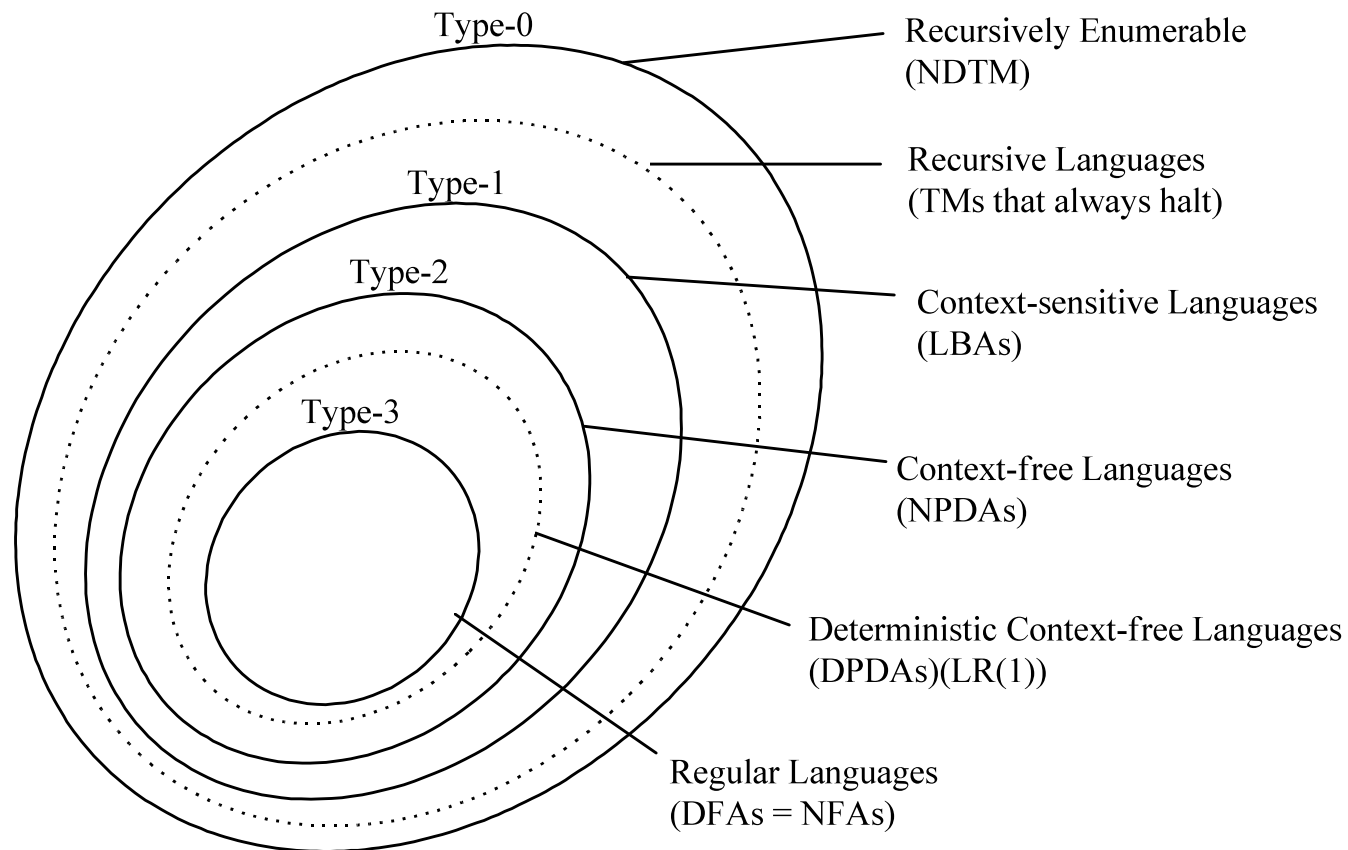 Type-0
Recursively Enumerable
(NDTM)
Recursive Languages
(TMs that always halt)
Type-1
Type-2
Context-sensitive Languages
(LBAs)
Type-3
Context-free Languages
(NPDAs)
Deterministic Context-free Languages
(DPDAs)(LR(1))
Regular Languages
(DFAs = NFAs)